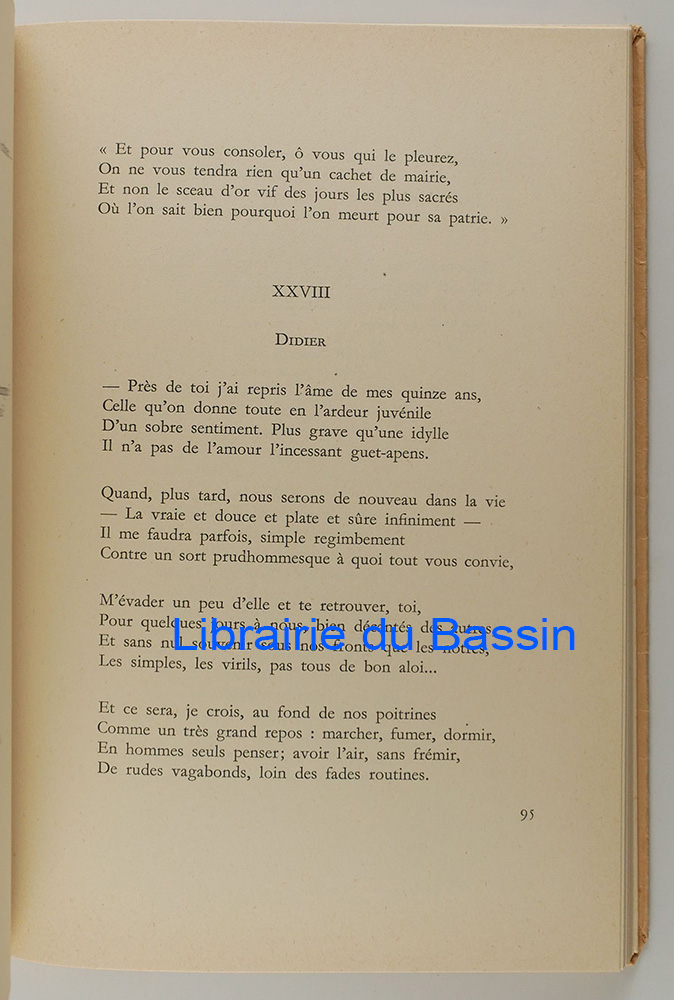 « Et pour vous consoler, ô vous qui le pleurez,
On ne vous tendra rien qu'un cachet de mairie,
Et non le sceau d'or vif des jours les plus sacrés
Où l'on sait bien pourquoi l'on meurt pour sa patrie. »
XXVIII
DIDIER
— Près de toi j'ai repris l'âme de mes quinze ans,
Celle qu'on donne toute en l'ardeur juvénile
D'un sobre sentiment. Plus grave qu'une idylle
Il n'a pas de l'amour l'incessant guet-apens.
Quand, plus tard, nous serons de nouveau dans la vie
— La vraie et douce et plate et sûre infiniment —
Il me faudra parfois, simple regimbement
Contre un sort prudhommesque à quoi tout vous convie,
M'évader un peu d'elle et te retrouver, toi,
Pour quelques jours à nous, bien décantés des autres
Et sans nul souvenir sous nos fronts que les nôtres,
Librairie du Bassin
Les simples, les virils, pas tous de bon aloi...
Et ce sera, je crois, au fond de nos poitrines
Comme un très grand repos : marcher, fumer, dormir,
En hommes seuls penser; avoir l'air, sans frémir,
De rudes vagabonds, loin des fades routines.
95